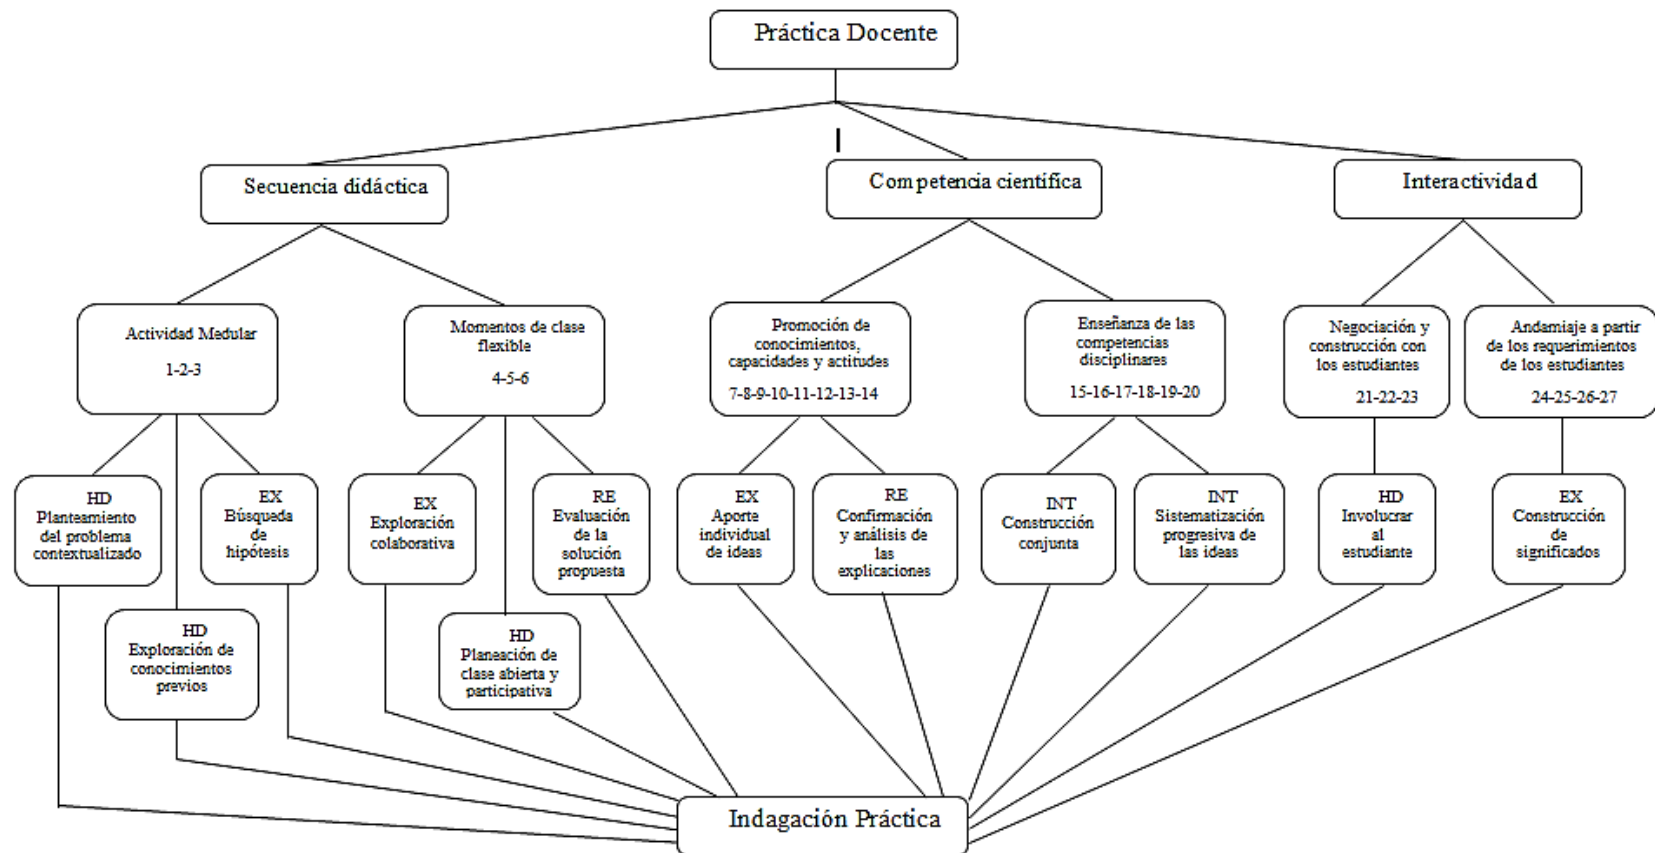 Práctica Docente
Secuencia didáctica
Competencia científica
Interactividad
Actividad Medular
1-2-3
Momentos de clase
flexible
4-5-6
Promoción de
conocimientos,
capacidades y actitudes
7-8-9-10-11-12-13-14
Enseñanza de las
competencias
disciplinares
15-16-17-18-19-20
Negociación y
construcción con
los estudiantes
21-22-23
Andamiaje a partir
de los requerimientos
de los estudiantes
24-25-26-27
HD
Planteamiento
del problema
contextualizado
EX
Búsqueda
de
hipótesis
EX
Exploración
colaborativa
RE
Evaluación
de la
solución
propuesta
EX
Aporte
individual
de ideas
RE
Confirmación
y análisis de
las
explicaciones
INT
Construcción
conjunta
INT
Sistematización
progresiva de
las ideas
HD
Involucrar
al
estudiante
EX
Construcción
de
significados
HD
Exploración de
conocimientos
previos
HD
Planeación de
clase abierta y
participativa
Indagación Práctica